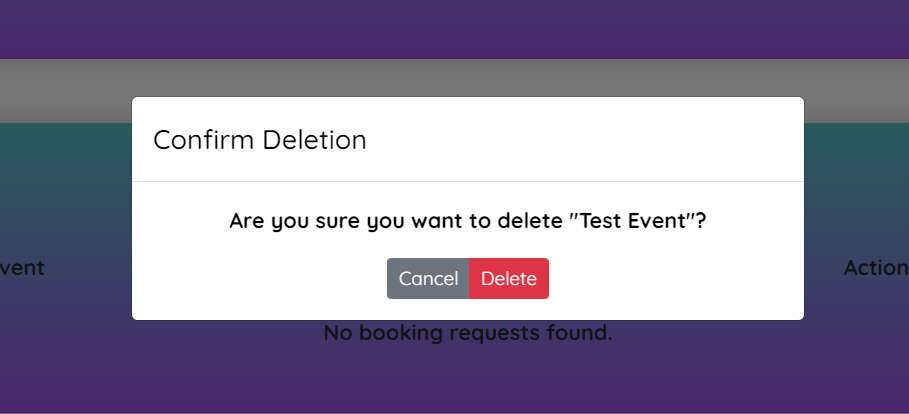 Confirm Deletion
Are you sure you want to delete "Test Event"?
vent
Action
Cancel Delete
No booking requests found.